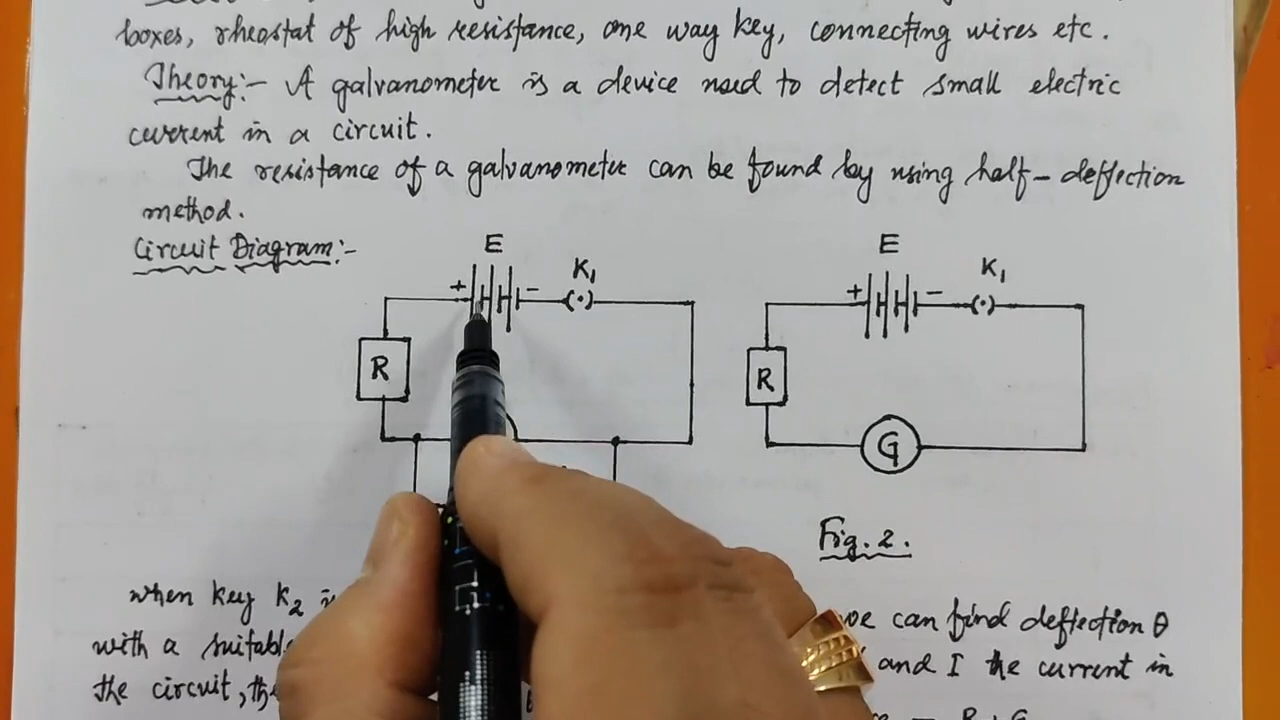 boxes, rheostat of high resistance, one way key, connecting wires etc.
Theory:- A galvanometer is a device used to detect small electric
current in a circuit.
The resistance of a galvanometer can be found by using half-deflection
method.
Circuit Diagram:-
E
E
+ - K1
+ - K1
R
R
G
Fig. 2.
when key K2
we can find deflection θ
with a suitabl
and I the current in
the circuit, the
R + G